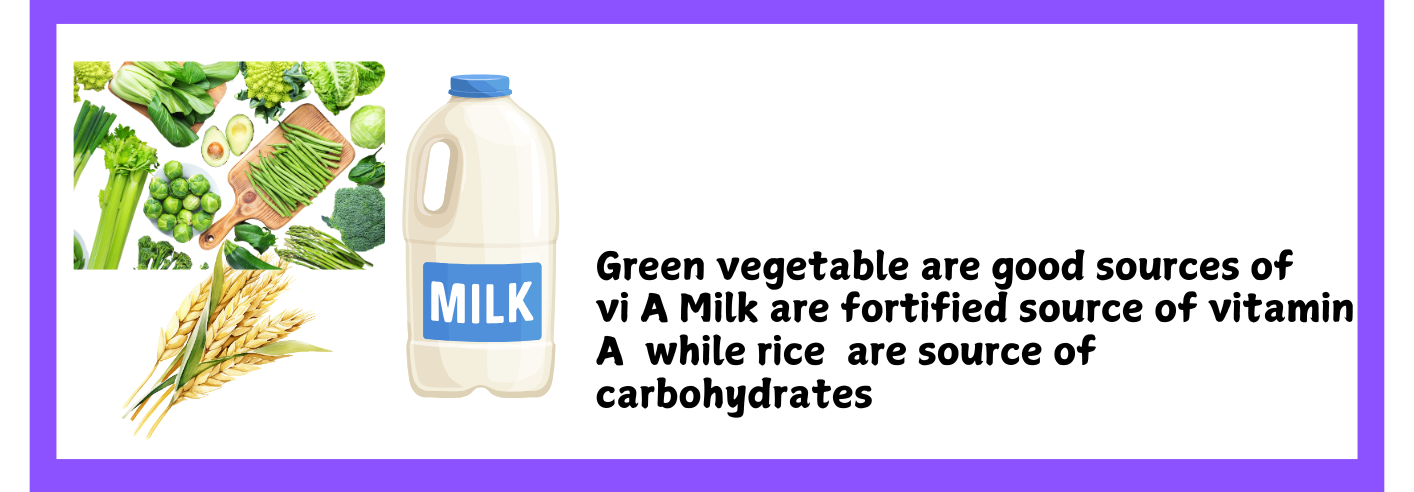 MILK
Green vegetable are good sources of
vi A Milk are fortified source of vitamin
A  while rice  are source of
carbohydrates